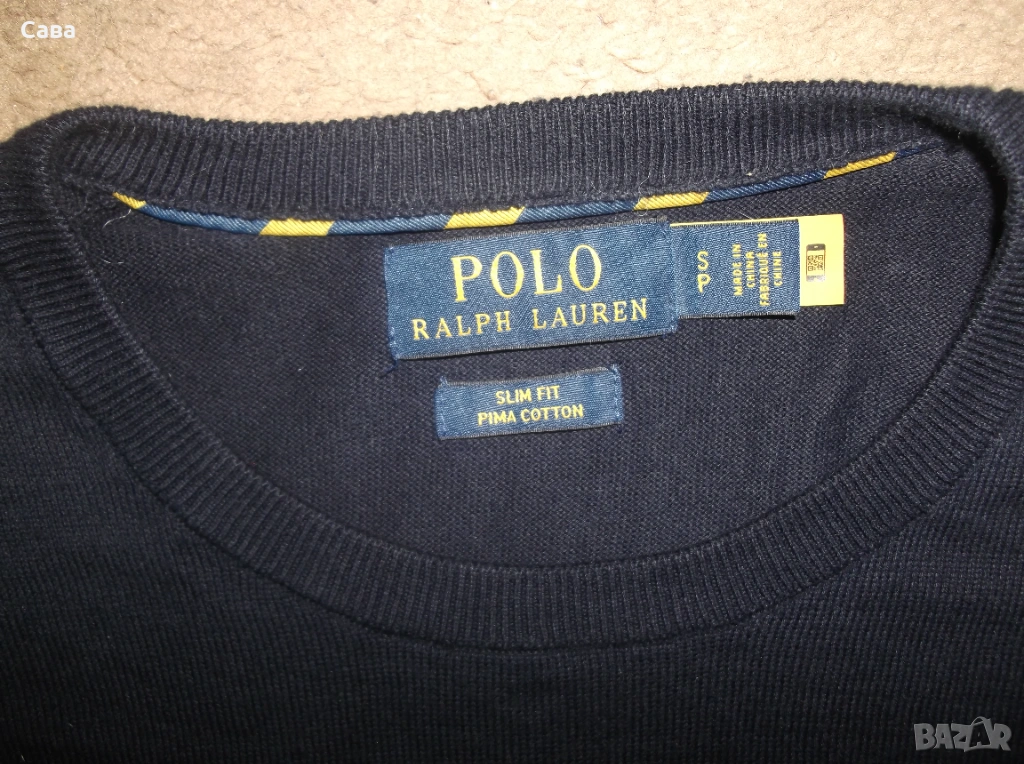 Сава
POLO
RALPH LAUREN
S
P
MADE IN
CHINA
FABRIQUÉ EN
CHINE
SLIM FIT
PIMA COTTON
BAZAR